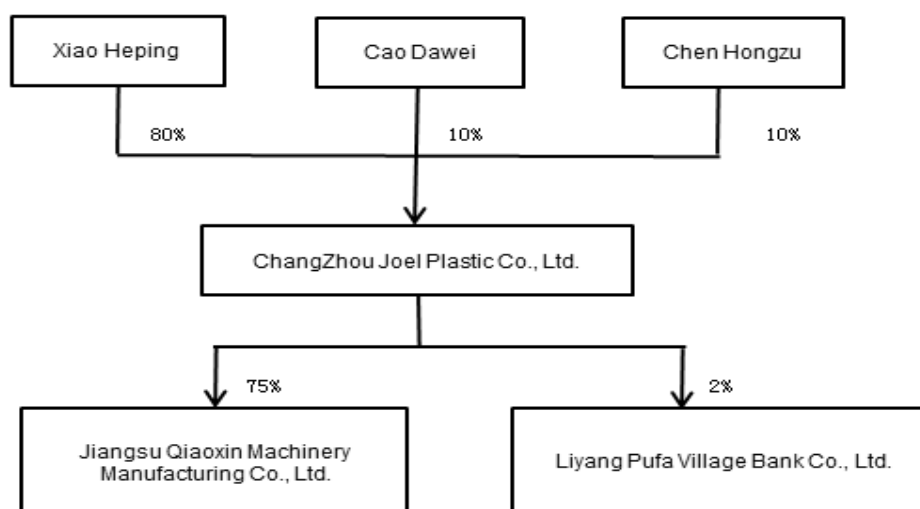 Xiao Heping
Cao Dawei
Chen Hongzu
80%
10%
10%
ChangZhou Joel Plastic Co., Ltd.
75%
2%
Jiangsu Qiaoxin Machinery
Manufacturing Co., Ltd.
Liyang Pufa Village Bank Co., Ltd.